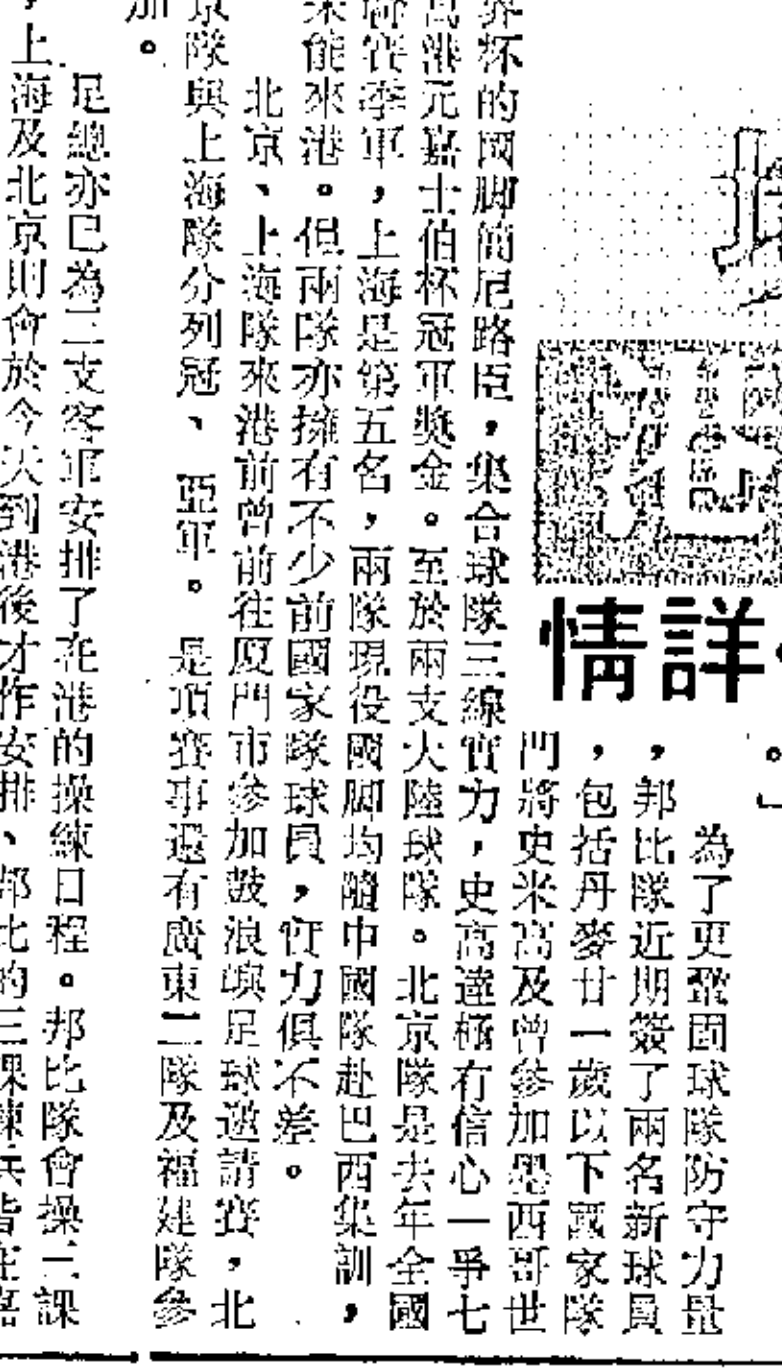 詳情
。」
為了更鞏固球隊防守力量
，邦比隊近期簽了兩名新球員
，包括丹麥廿一歲以下國家隊
門將史米高及曾參加墨西哥世
界杯的國脚簡尼路臣，集合球隊三線實力，史高達極有信心一爭七
萬港元嘉士伯杯冠軍獎金。至於兩支大陸球隊。北京隊是去年全國
聯賽季軍，上海是第五名，兩隊現役國脚均隨中國隊赴巴西集訓，
未能來港。但兩隊亦擁有不少前國家隊球員，實力俱不差。
北京、上海隊來港前曾前往厦門市參加鼓浪嶼足球邀請賽，北
京隊與上海隊分列冠、亞軍。是項賽事還有廣東二隊及福建隊參
加。
足總亦已為三支客軍安排了在港的操練日程。邦比隊會操三課
，上海及北京則會於今天到港後才作安排、邦比的三課練兵皆在嘉